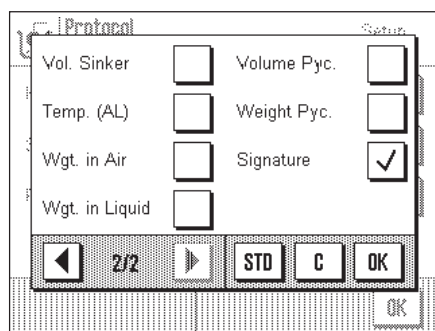 Protocol Setup
Vol. Sinker Volume Pyc.
Temp. (AL) Weight Pyc.
Wgt. in Air Signature
Wgt. in Liquid
2/2 STD C OK
OK